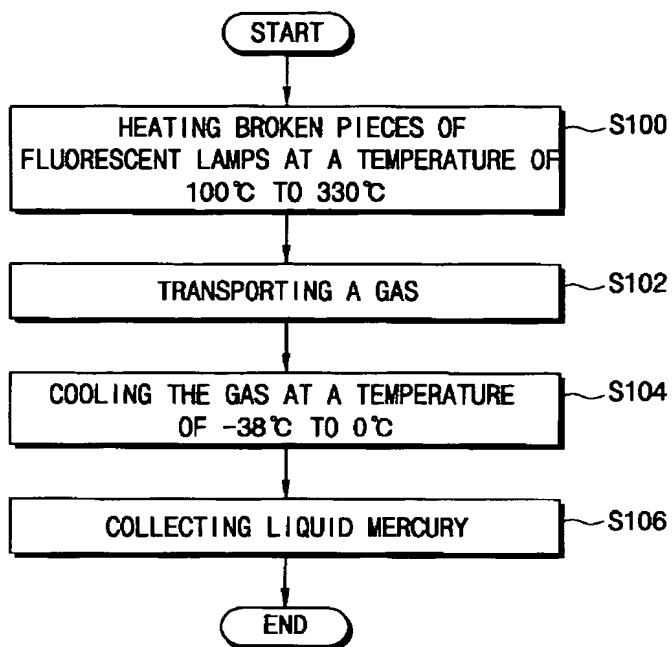 START
HEATING BROKEN PIECES OF
FLUORESCENT LAMPS AT A TEMPERATURE OF
100℃ TO 330℃
S100
TRANSPORTING A GAS
S102
COOLING THE GAS AT A TEMPERATURE
OF -38℃ TO 0℃
S104
COLLECTING LIQUID MERCURY
S106
END